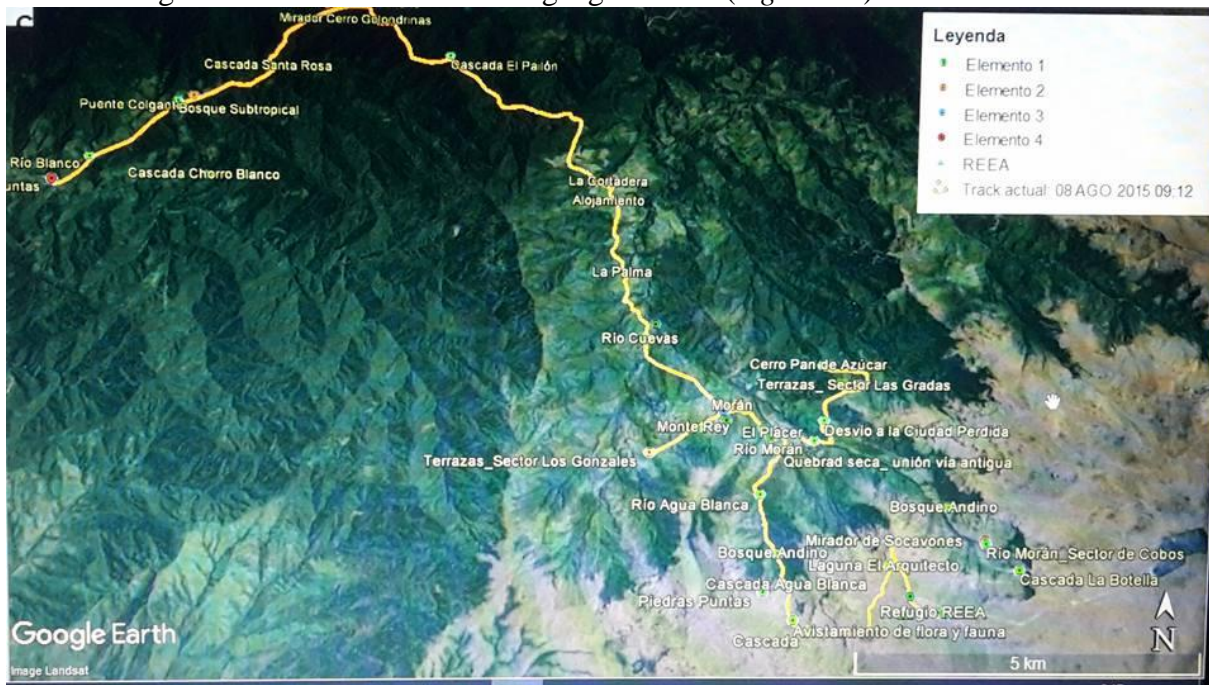 Mirador Cerro Golondrinas
Cascada Santa Rosa
Cascada El Pailón
Puente Colgante
Bosque Subtropical
Río Blanco
untas
Cascada Chorro Blanco
La Cortadera
Alojamiento
La Palma
Río Cuevas
Cerro Pan de Azúcar
Terrazas_ Sector Las Gradas
Morán
Monte Rey
El Placer
Desvio a la Ciudad Perdida
Río Morán
Terrazas_Sector Los Gonzales
Quebrad seca_ unión vía antigua
Río Agua Blanca
Bosque Andino
Mirador de Socavones
Bosque Andino
Río Morán_Sector de Cobos
Laguna El Arquitecto
Cascada Agua Blanca
Cascada La Botella
Piedras Puntas
Refugio REEA
Avistamiento de flora y fauna
Cascada
Leyenda
Elemento 1
Elemento 2
Elemento 3
Elemento 4
REEA
Track actual: 08 AGO 2015 09:12
Google Earth
Image Landsat
N
5 km